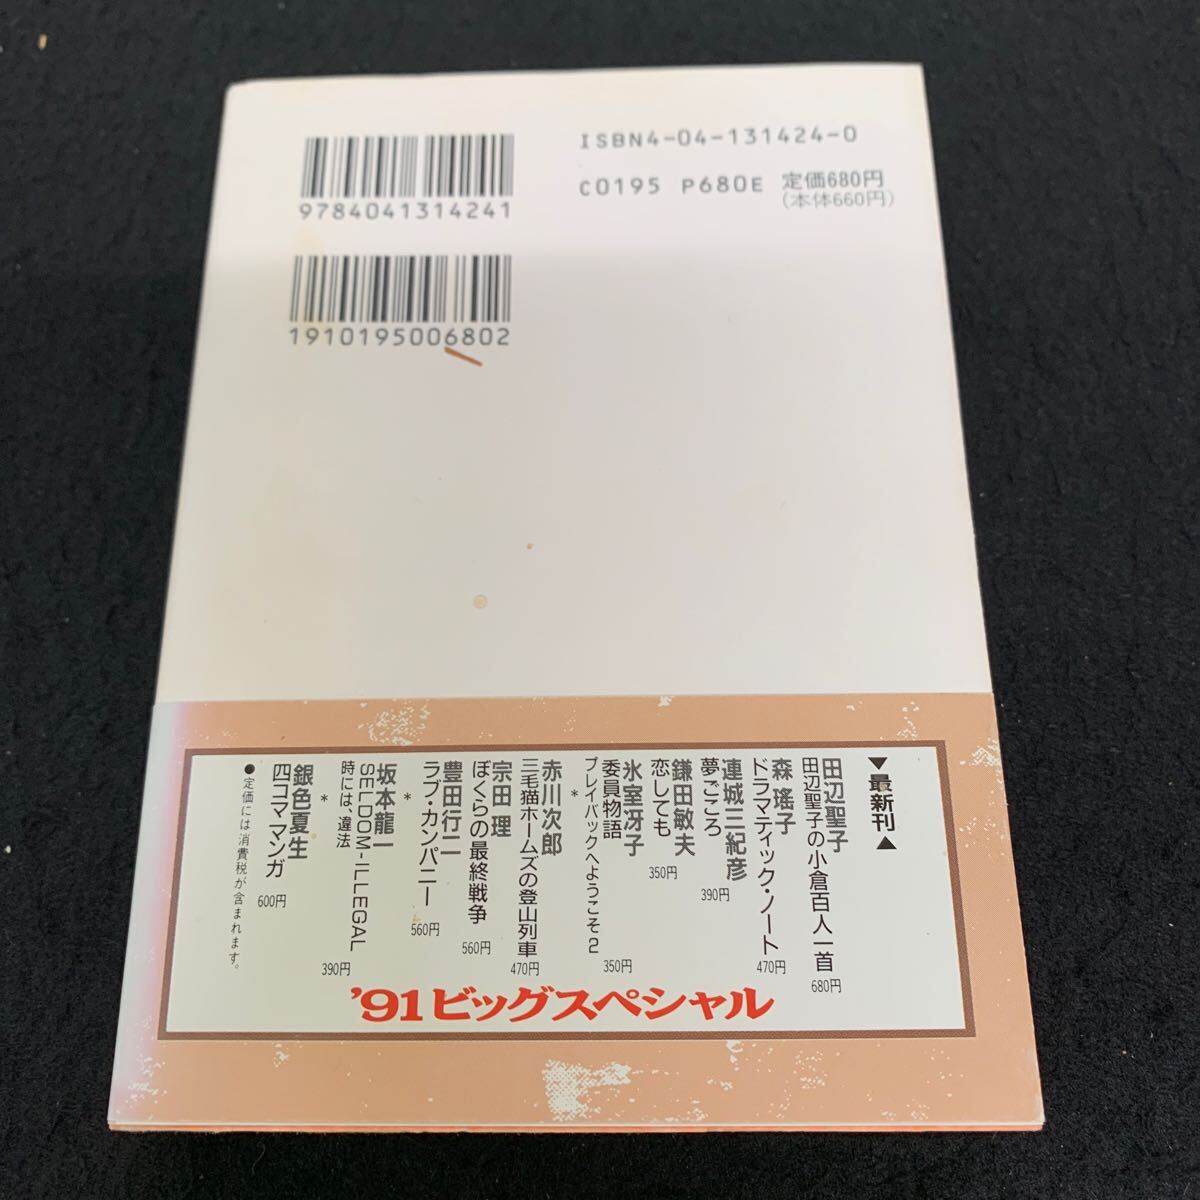 ISBN4-04-131424-0
C0195 P680E 定価680円
(本体660円)
9784041314241
1910195006802
▼最新刊▲
田辺聖子
田辺聖子の小倉百人一首
680円
森 瑤子
ドラマティック・ノート
470円
連城三紀彦
夢ごころ
390円
鎌田敏夫
恋しても
350円
氷室冴子
委員物語
プレイバックへようこそ2
350円
*
赤川次郎
三毛猫ホームズの登山列車
470円
宗田 理
ぼくらの最終戦争
560円
豊田行二
ラブ・カンパニー
560円
*
坂本龍一
SELDOM-ILLEGAL
時には、違法
390円
*
銀色夏生
四コママンガ
600円
●定価には消費税が含まれます。
'91ビッグスペシャル